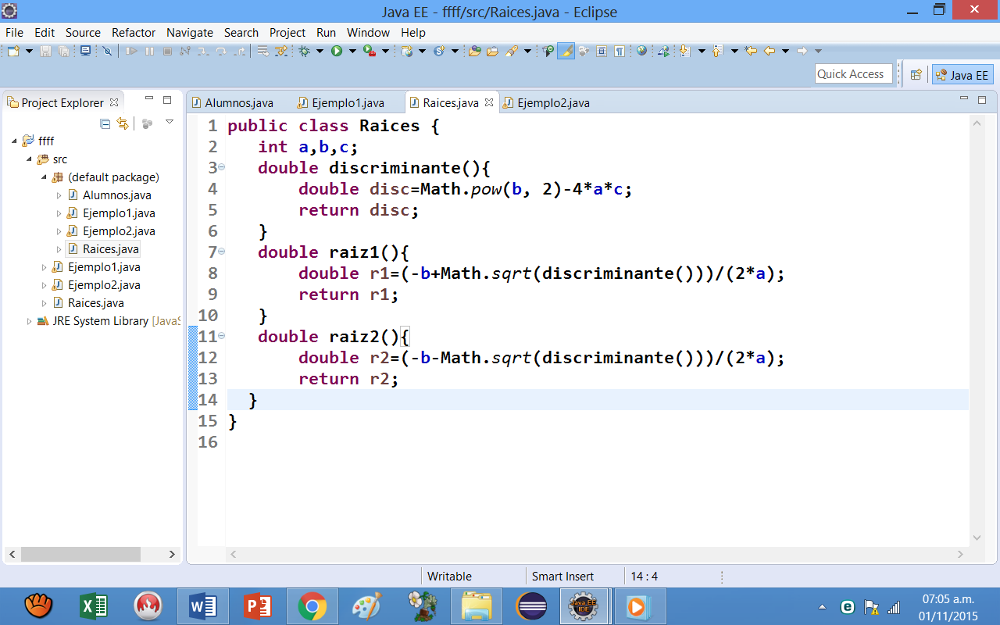 Java EE - ffff/src/Raices.java - Eclipse
File Edit Source Refactor Navigate Search Project Run Window Help
Quick Access
Java EE
Project Explorer
Alumnos.java Ejemplo1.java Raices.java Ejemplo2.java
ffff
src
(default package)
Alumnos.java
Ejemplo1.java
Ejemplo2.java
Raices.java
Ejemplo1.java
Ejemplo2.java
Raices.java
JRE System Library [JavaS
1 public class Raices {
2 int a,b,c;
3 double discriminante(){
4 double disc=Math.pow(b, 2)-4*a*c;
5 return disc;
6 }
7 double raiz1(){
8 double r1=(-b+Math.sqrt(discriminante()))/(2*a);
9 return r1;
10 }
11 double raiz2(){
12 double r2=(-b-Math.sqrt(discriminante()))/(2*a);
13 return r2;
14 }
15 }
16
Writable Smart Insert 14 : 4
Java EE
IDE
07:05 a.m.
01/11/2015